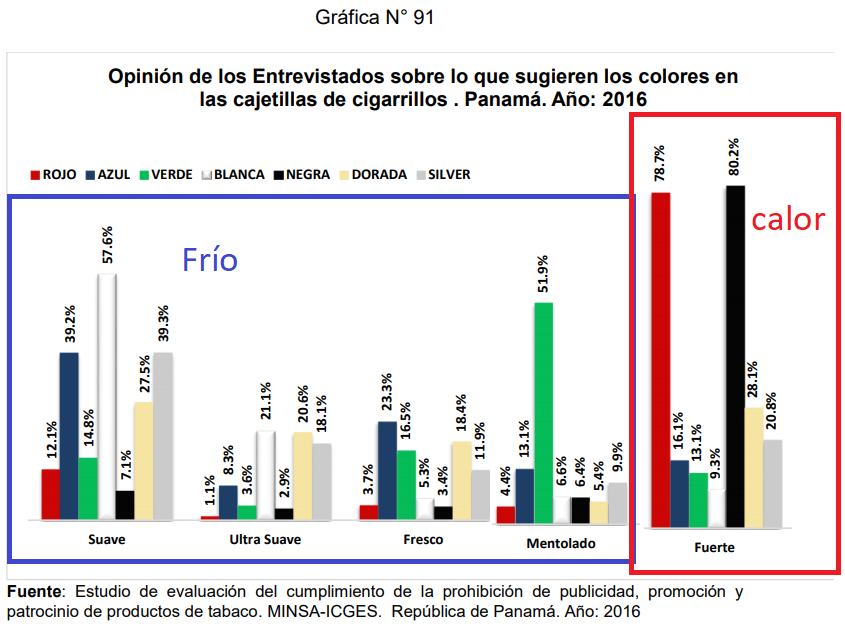 Gráfica N° 91
Opinión de los Entrevistados sobre lo que sugieren los colores en
las cajetillas de cigarrillos . Panamá. Año: 2016
ROJO AZUL VERDE BLANCA NEGRA DORADA SILVER
Frío
calor
12.1% 39.2% 14.8% 57.6% 7.1% 27.5% 39.3%
1.1% 8.3% 3.6% 21.1% 2.9% 20.6% 18.1%
3.7% 23.3% 16.5% 5.3% 3.4% 18.4% 11.9%
4.4% 13.1% 51.9% 6.6% 6.4% 5.4% 9.9%
78.7% 16.1% 13.1% 9.3% 80.2% 28.1% 20.8%
Suave Ultra Suave Fresco Mentolado Fuerte
Fuente: Estudio de evaluación del cumplimiento de la prohibición de publicidad, promoción y
patrocinio de productos de tabaco. MINSA-ICGES. República de Panamá. Año: 2016